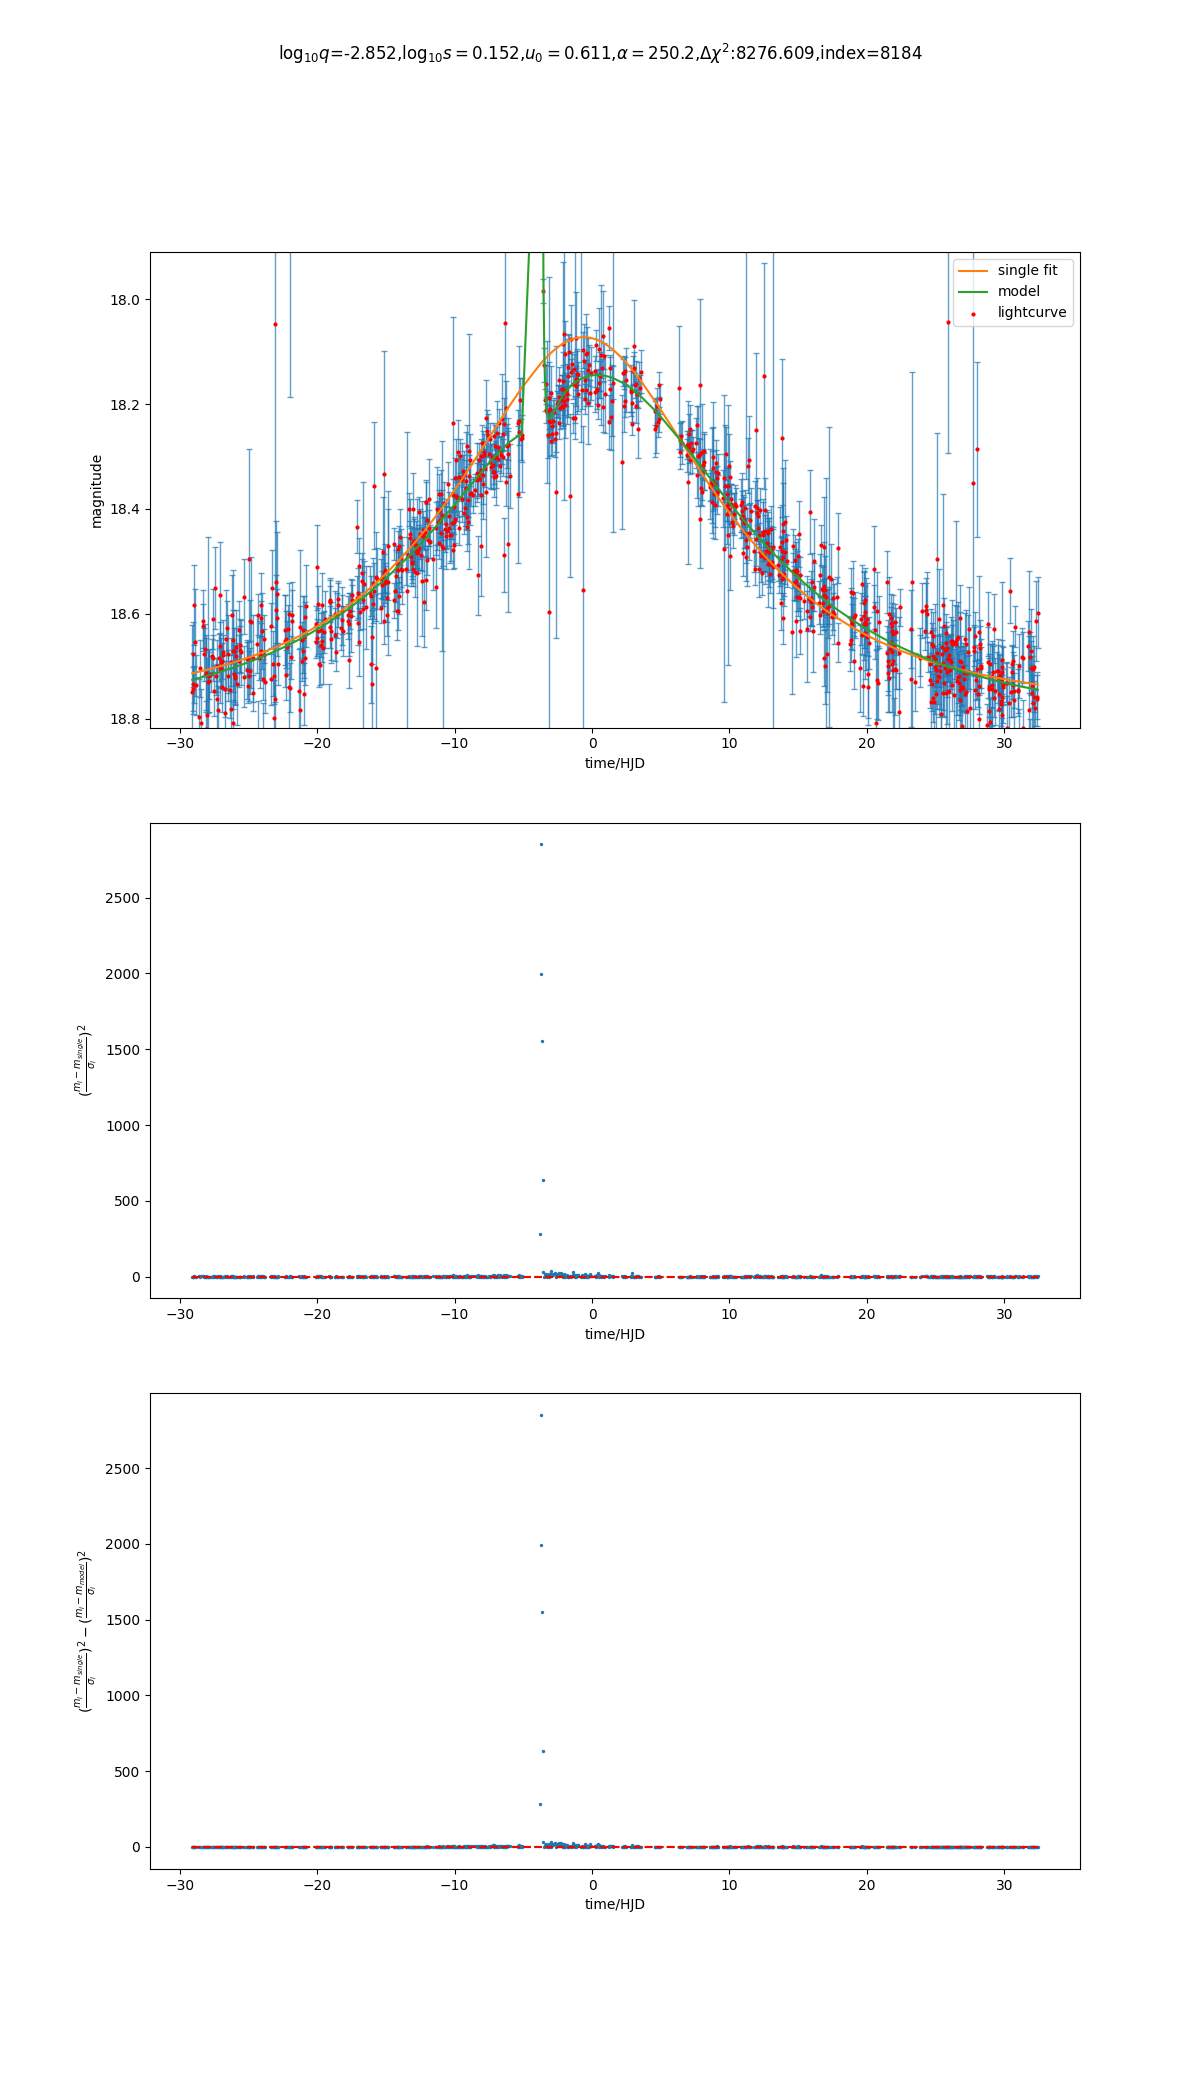 log₁₀q=-2.852,log₁₀s = 0.152,u₀ = 0.611,α = 250.2,Δχ²:8276.609,index=8184
single fit
model
lightcurve
magnitude
18.0
18.2
18.4
18.6
18.8
−30 −20 −10 0 10 20 30
time/HJD
(mᵢ − m_single / σᵢ)²
2500
2000
1500
1000
500
0
−30 −20 −10 0 10 20 30
time/HJD
(mᵢ − m_single / σᵢ)² − (mᵢ − m_model / σᵢ)²
2500
2000
1500
1000
500
0
−30 −20 −10 0 10 20 30
time/HJD